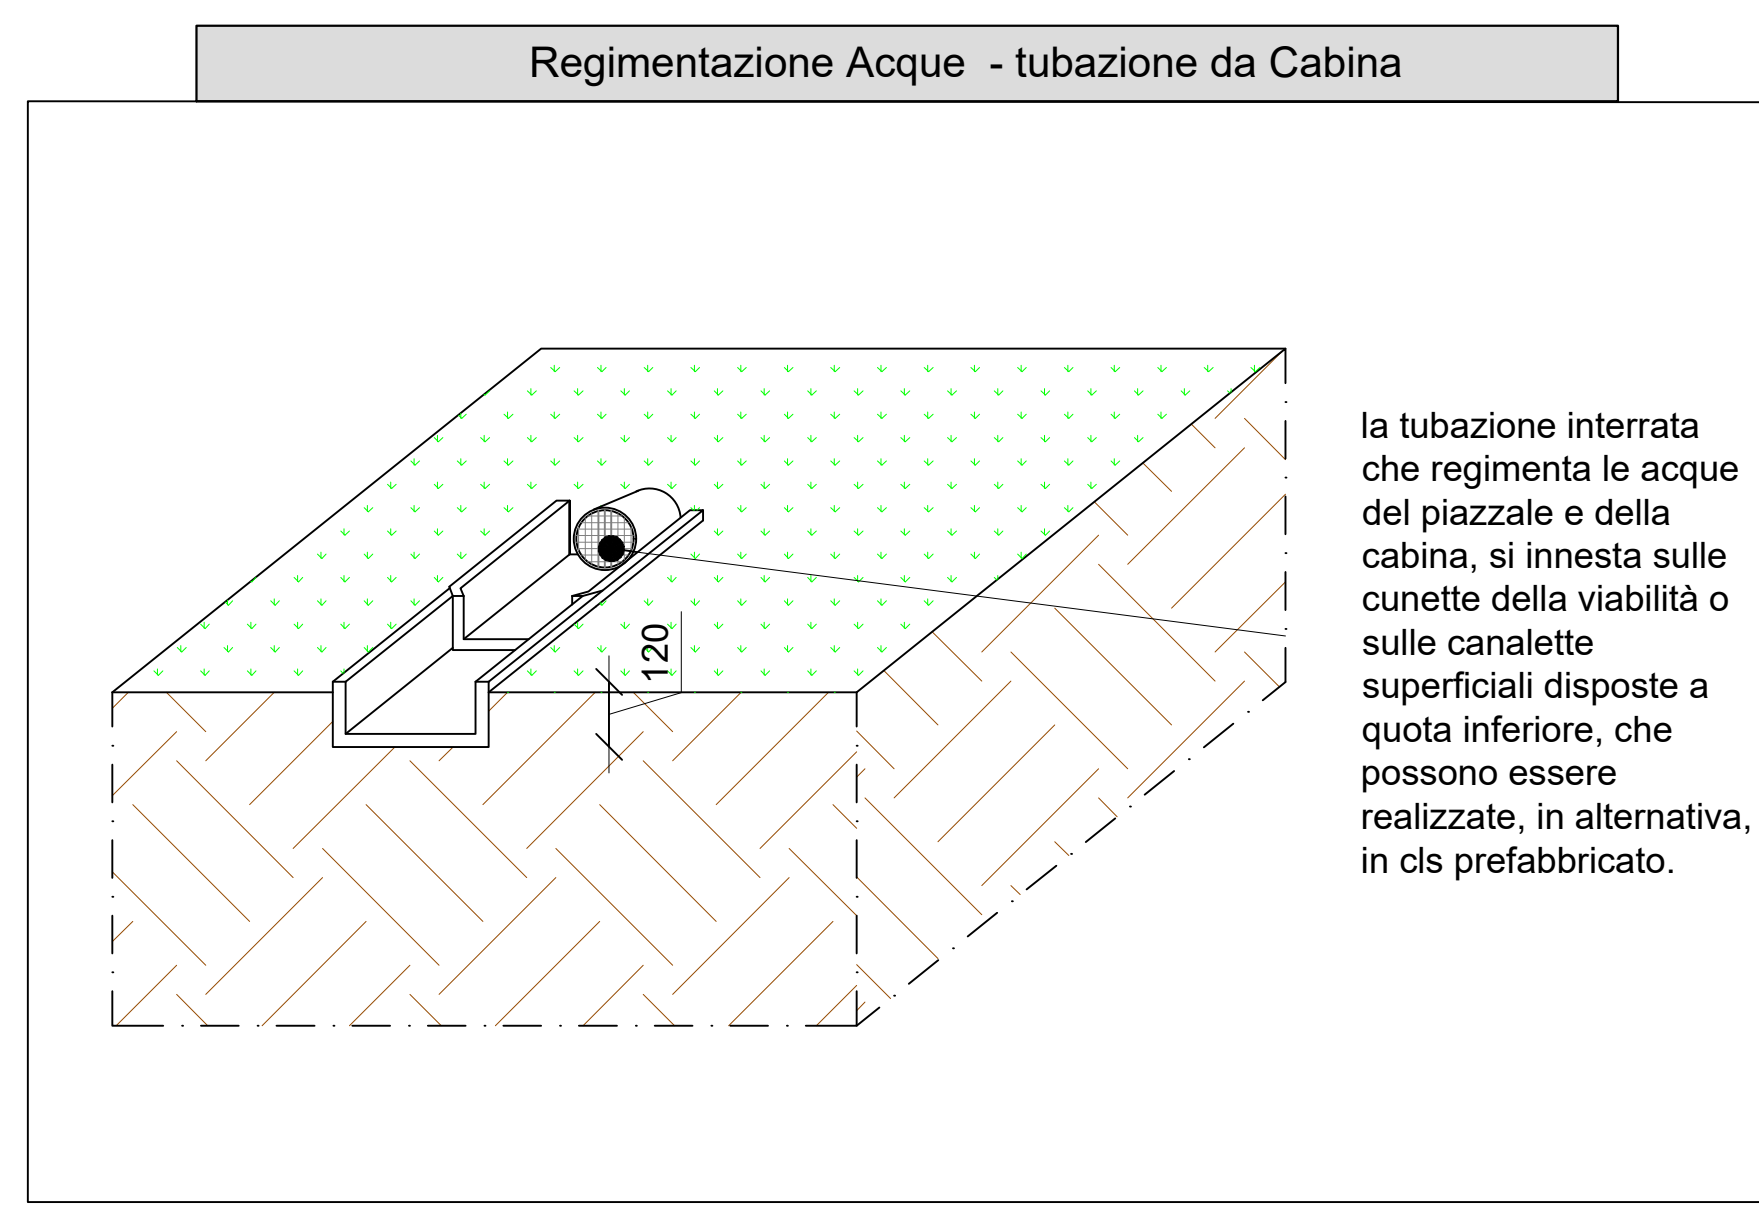 Regimentazione Acque - tubazione da Cabina
la tubazione interrata
che regimenta le acque
del piazzale e della
cabina, si innesta sulle
cunette della viabilità o
sulle canalette
superficiali disposte a
quota inferiore, che
possono essere
realizzate, in alternativa,
in cls prefabbricato.
120